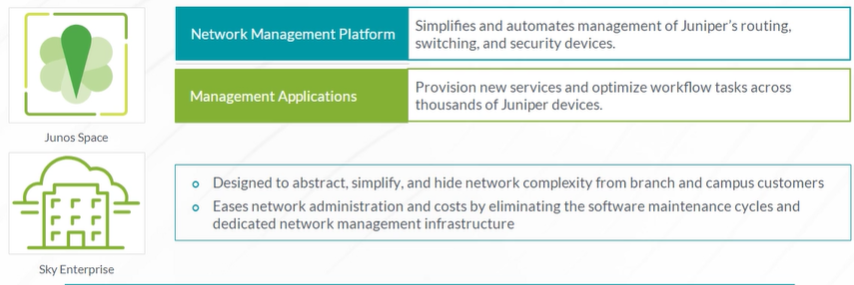 Network Management Platform
Simplifies and automates management of Juniper's routing,
switching, and security devices.
Management Applications
Provision new services and optimize workflow tasks across
thousands of Juniper devices.
Junos Space
Designed to abstract, simplify, and hide network complexity from branch and campus customers
Eases network administration and costs by eliminating the software maintenance cycles and
dedicated network management infrastructure
Sky Enterprise